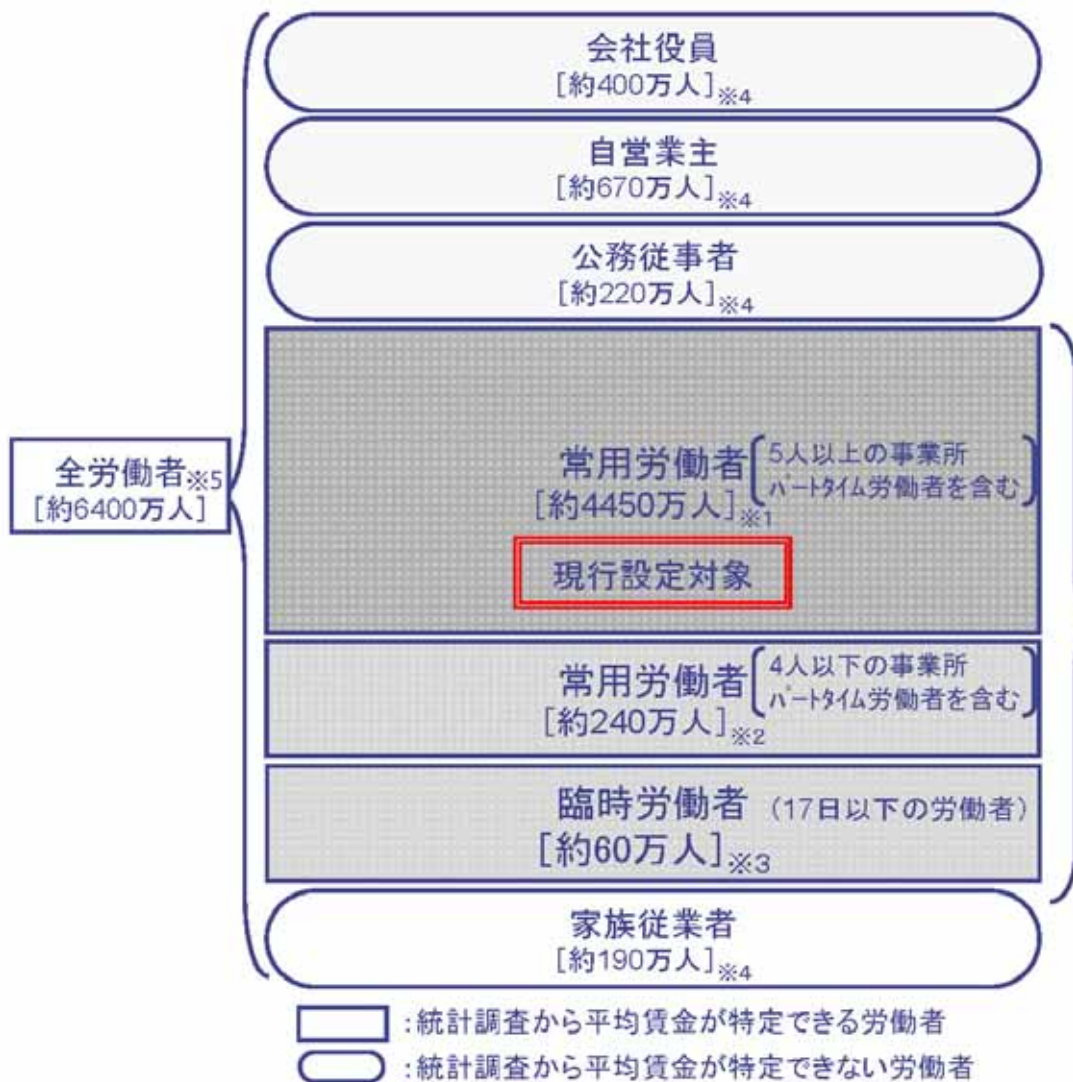 会社役員
[約400万人]※4
自営業主
[約670万人]※4
公務従事者
[約220万人]※4
全労働者※5
[約6400万人]
常用労働者 5人以上の事業所
パートタイム労働者を含む
[約4450万人]※1
現行設定対象
常用労働者 4人以下の事業所
パートタイム労働者を含む
[約240万人]※2
臨時労働者 (17日以下の労働者)
[約60万人]※3
家族従業者
[約190万人]※4
:統計調査から平均賃金が特定できる労働者
:統計調査から平均賃金が特定できない労働者